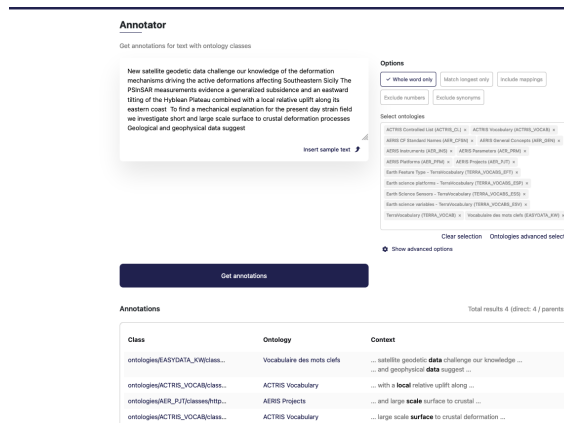 Annotator
Get annotations for text with ontology classes
New satellite geodetic data challenge our knowledge of the deformation
mechanisms driving the active deformations affecting Southeastern Sicily The
PSInSAR measurements evidence a generalized subsidence and an eastward
tilting of the Hyblean Plateau combined with a local relative uplift along its
eastern coast To find a mechanical explanation for the present day strain field
we investigate short and large scale surface to crustal deformation processes
Geological and geophysical data suggest
Insert sample text
Options
Whole word only Match longest only Include mappings
Exclude numbers Exclude synonyms
Select ontologies
ACTRIS Controlled List (ACTRIS_CL) × ACTRIS Vocabulary (ACTRIS_VOCAB) ×
AERIS CF Standard Names (AER_CFSN) × AERIS General Concepts (AER_GEN) ×
AERIS Instruments (AER_INS) × AERIS Parameters (AER_PRM) ×
AERIS Platforms (AER_PFM) × AERIS Projects (AER_PJT) ×
Earth Feature Type - TerraVocabulary (TERRA_VOCABS_EFT) ×
Earth science platforms - TerraVocabulary (TERRA_VOCABS_ESP) ×
Earth Science Sensors - TerraVocabulary (TERRA_VOCABS_ESS) ×
Earth science variables - TerraVocabulary (TERRA_VOCABS_ESV) ×
TerraVocabulary (TERRA_VOCAB) × Vocabulaire des mots clefs (EASYDATA_KW) ×
Clear selection Ontologies advanced select
Show advanced options
Get annotations
Annotations Total results 4 (direct: 4 / parents
Class Ontology Context
ontologies/EASYDATA_KW/class... Vocabulaire des mots clefs ... satellite geodetic data challenge our knowledge ...
... and geophysical data suggest ...
ontologies/ACTRIS_VOCAB/class... ACTRIS Vocabulary ... with a local relative uplift along ...
ontologies/AER_PJT/classes/http... AERIS Projects ... and large scale surface to crustal ...
ontologies/ACTRIS_VOCAB/class... ACTRIS Vocabulary ... large scale surface to crustal deformation ...